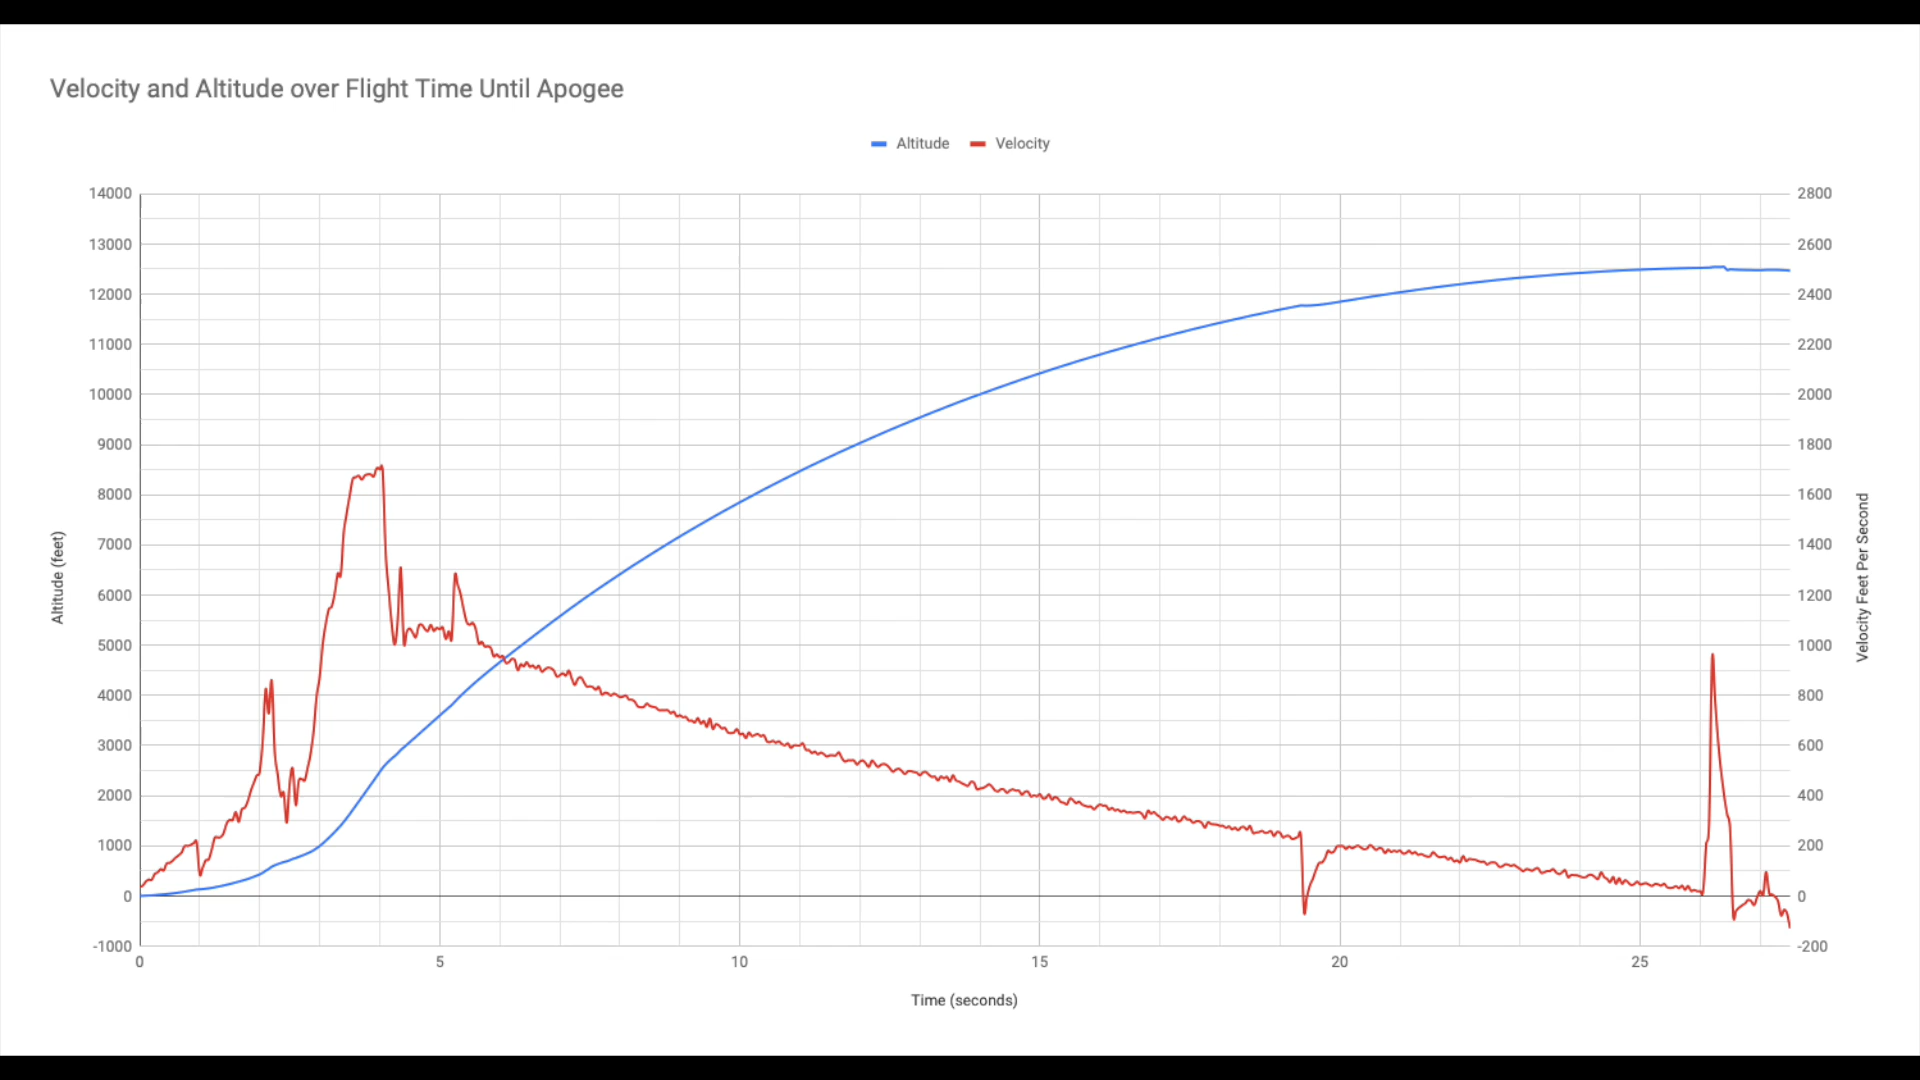 Velocity and Altitude over Flight Time Until Apogee
Altitude Velocity
14000 2800
13000 2600
12000 2400
11000 2200
10000 2000
9000 1800
8000 1600
7000 1400
6000 1200
5000 1000
4000 800
3000 600
2000 400
1000 200
0 0
-1000 -200
Altitude (feet)
Velocity Feet Per Second
0 5 10 15 20 25
Time (seconds)